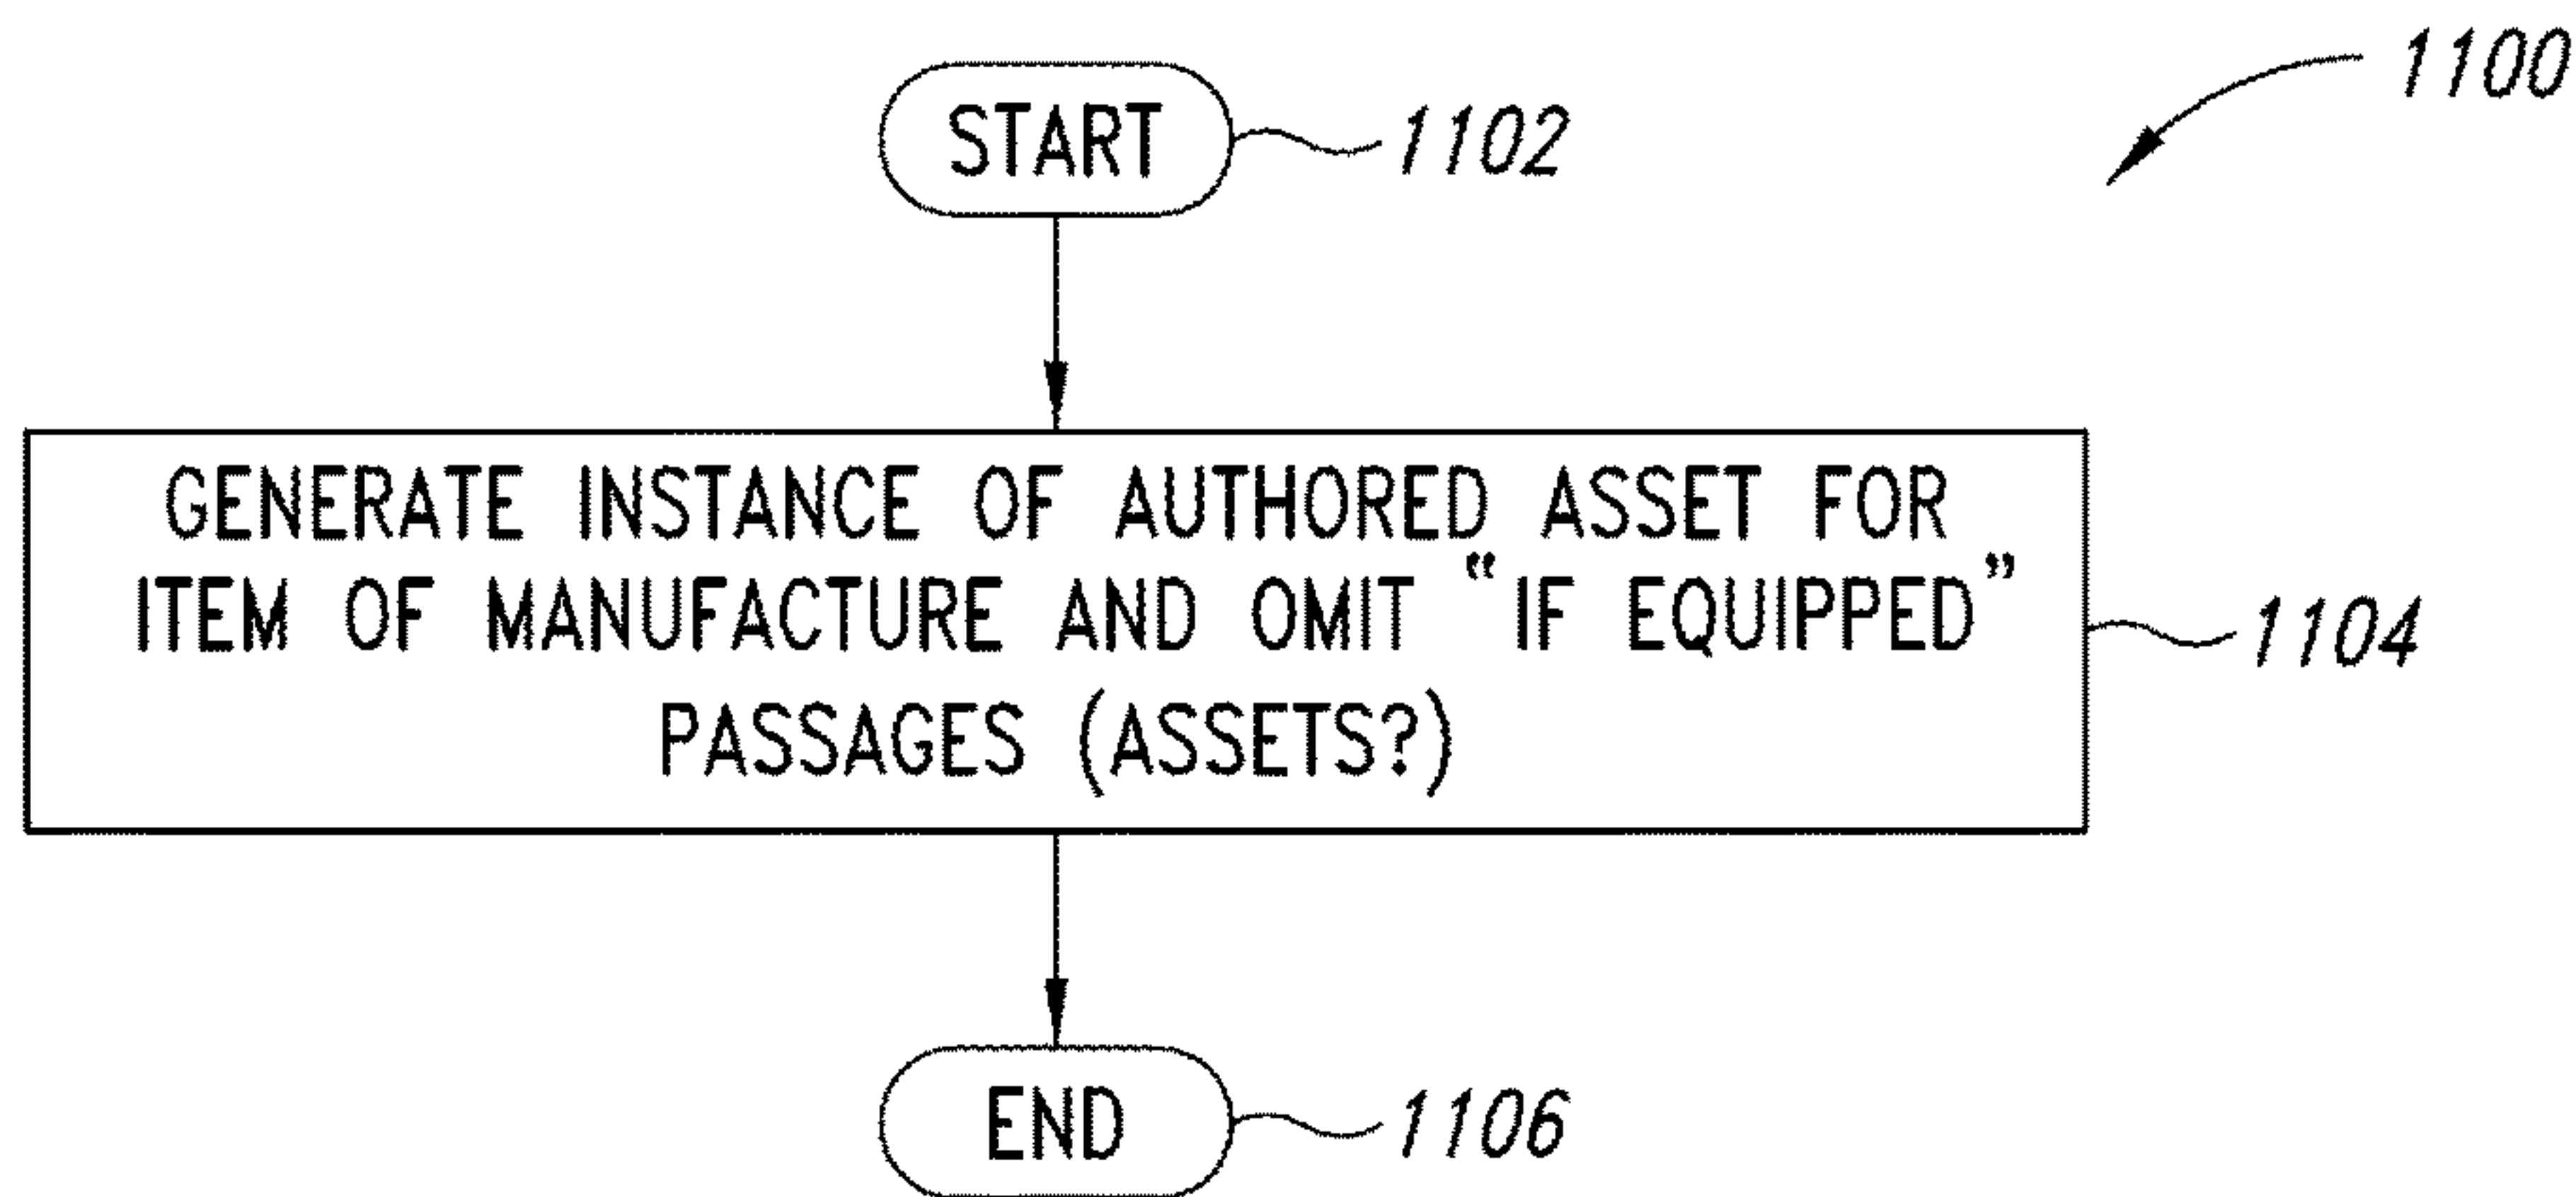 1100
START
1102
GENERATE INSTANCE OF AUTHORED ASSET FOR
ITEM OF MANUFACTURE AND OMIT “IF EQUIPPED”
PASSAGES (ASSETS?)
1104
END
1106